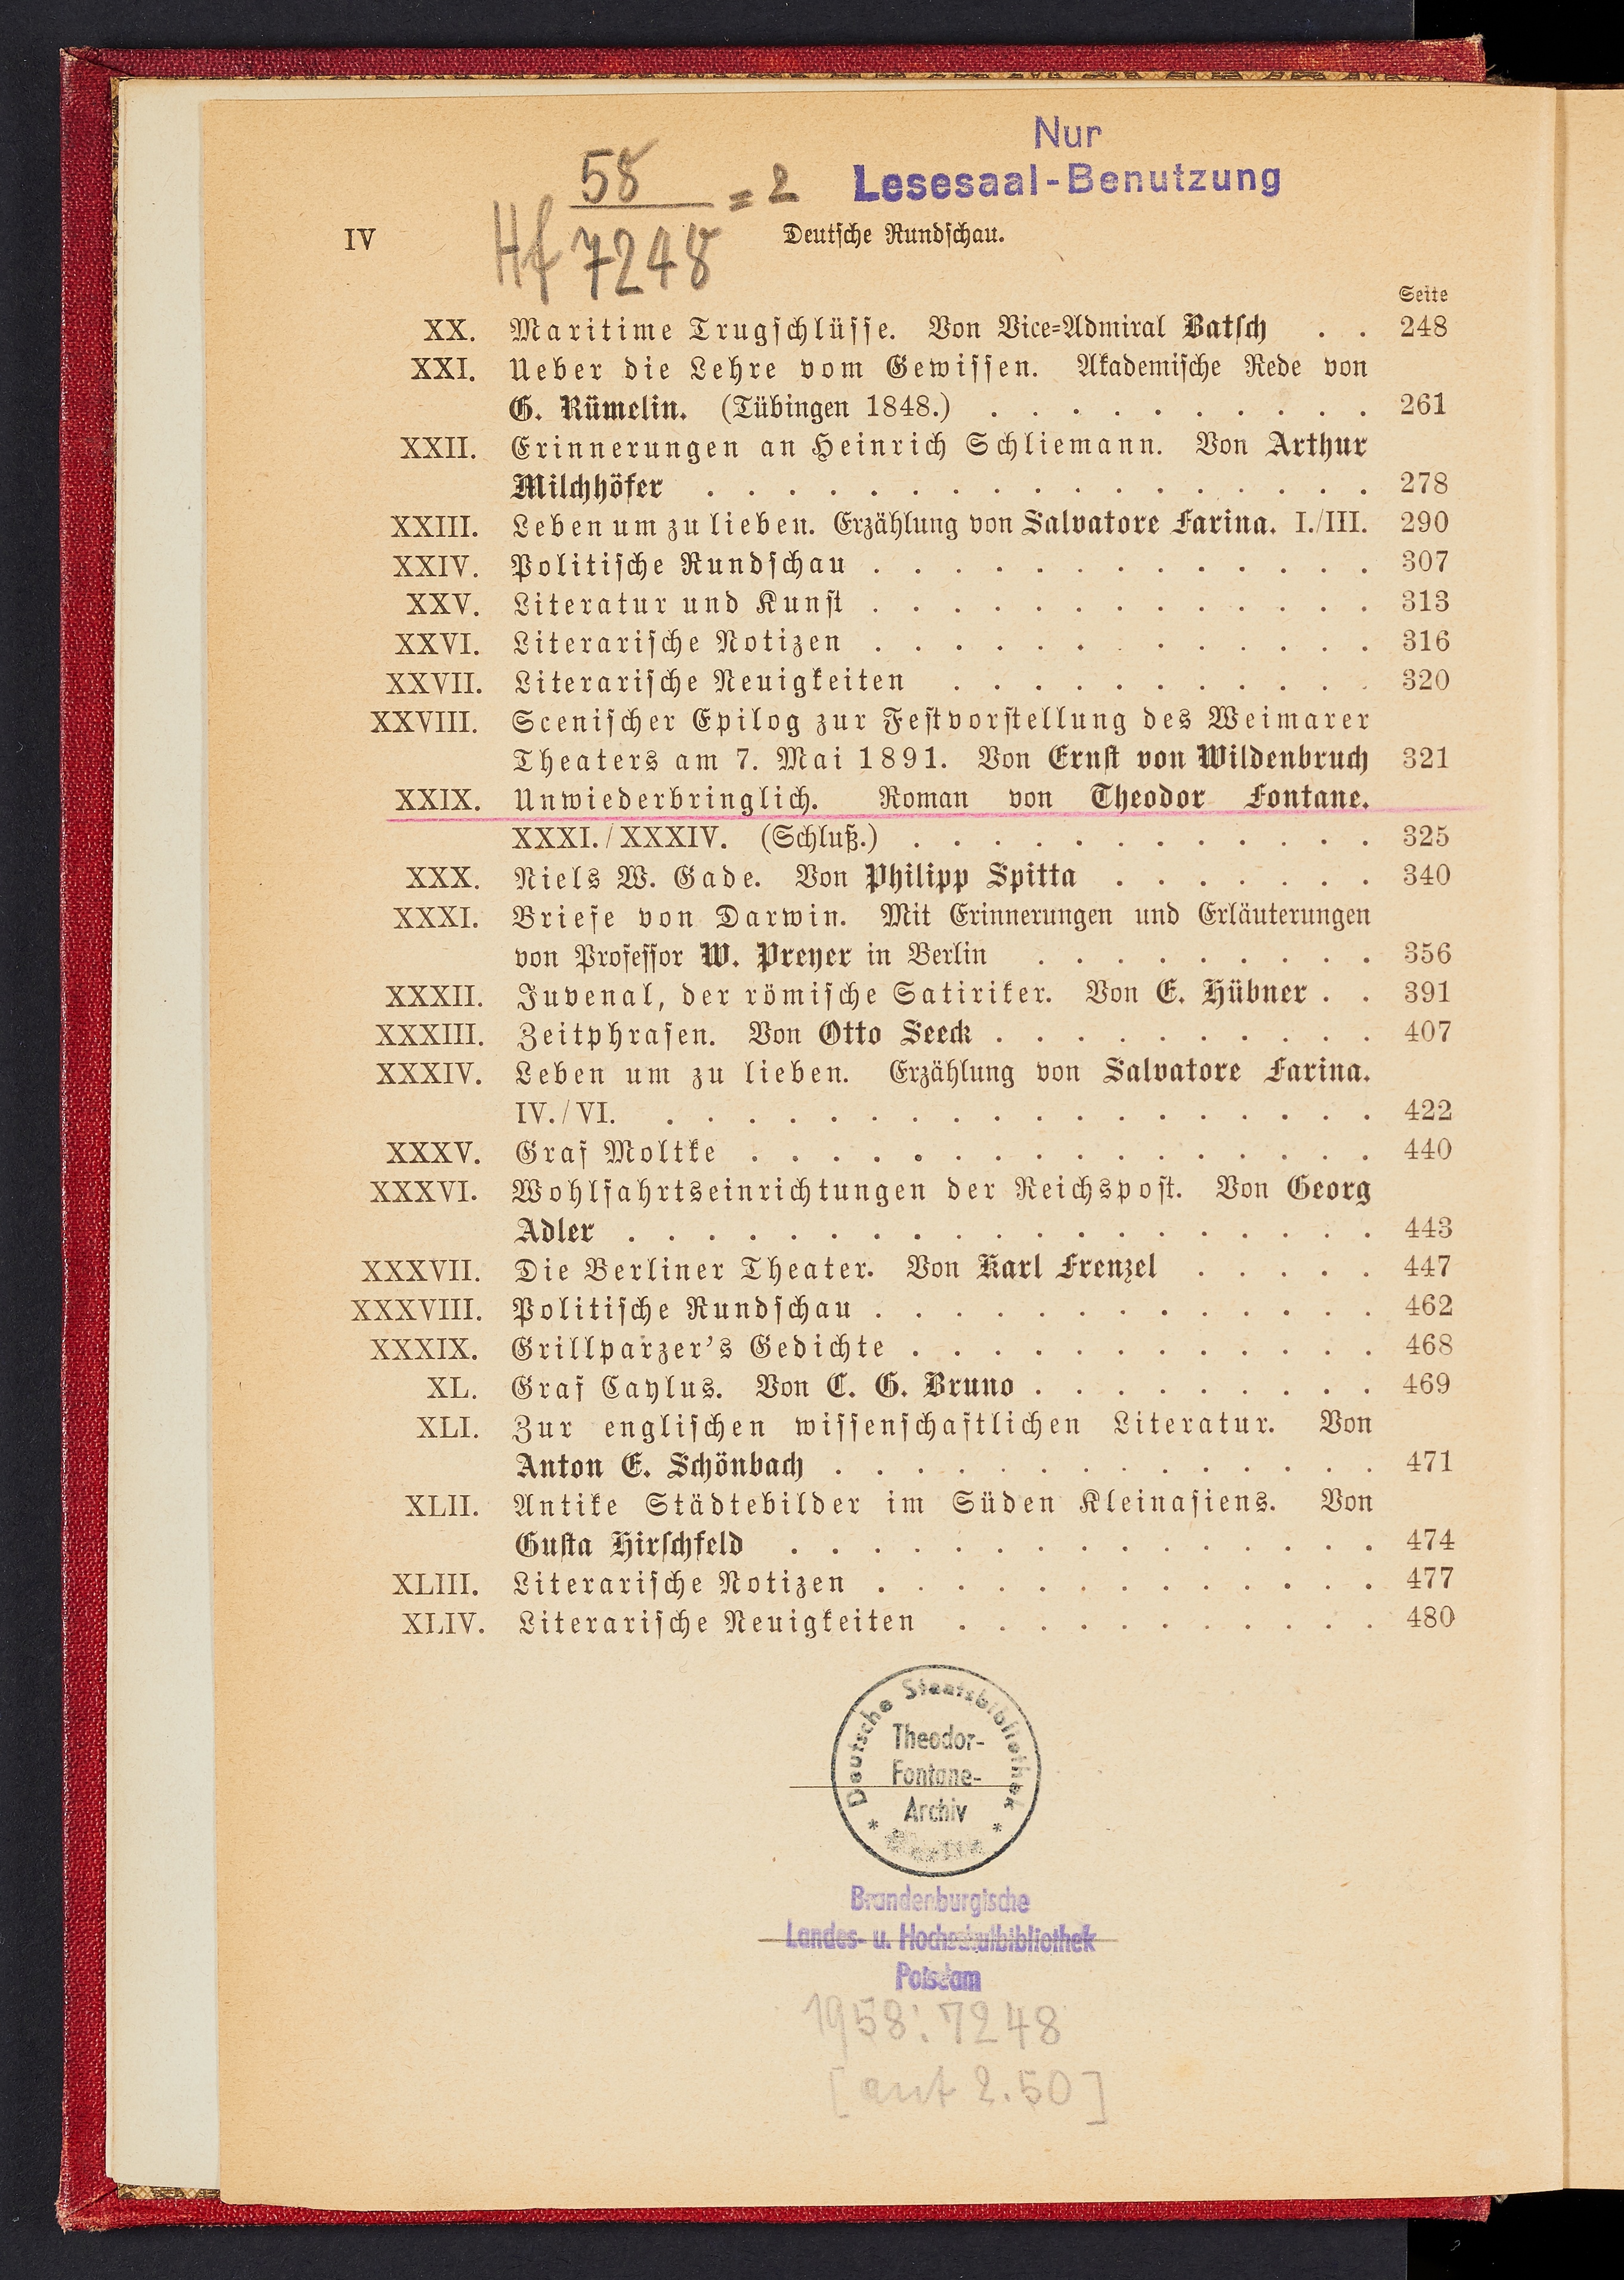 Nur
58 = 2 Lesesaal-Benutzung
Hf 7248
IV Deutsche Rundschau.
Seite
XX. Maritime Trugschlüsse. Von Vice-Admiral Batsch . . 248
XXI. Ueber die Lehre vom Gewissen. Akademische Rede von
G. Rümelin. (Tübingen 1848.) . . . . . . . . . . 261
XXII. Erinnerungen an Heinrich Schliemann. Von Arthur
Milchhöfer . . . . . . . . . . . . . . . . . 278
XXIII. Leben um zu lieben. Erzählung von Salvatore Farina. I./III. 290
XXIV. Politische Rundschau . . . . . . . . . . . . . 307
XXV. Literatur und Kunst . . . . . . . . . . . . . 313
XXVI. Literarische Notizen . . . . . . . . . . . . . 316
XXVII. Literarische Neuigkeiten . . . . . . . . . . . 320
XXVIII. Scenischer Epilog zur Festvorstellung des Weimarer
Theaters am 7. Mai 1891. Von Ernst von Wildenbruch 321
XXIX. Unwiederbringlich. Roman von Theodor Fontane.
XXXI./XXXIV. (Schluß.) . . . . . . . . . . . . 325
XXX. Niels W. Gade. Von Philipp Spitta . . . . . . . 340
XXXI. Briefe von Darwin. Mit Erinnerungen und Erläuterungen
von Professor W. Preyer in Berlin . . . . . . . . . 356
XXXII. Juvenal, der römische Satiriker. Von E. Hübner . . 391
XXXIII. Zeitphrasen. Von Otto Seeck . . . . . . . . . . 407
XXXIV. Leben um zu lieben. Erzählung von Salvatore Farina.
IV./VI. . . . . . . . . . . . . . . . . . . 422
XXXV. Graf Moltke . . . . . . . . . . . . . . . . 440
XXXVI. Wohlfahrtseinrichtungen der Reichspost. Von Georg
Adler . . . . . . . . . . . . . . . . . . . 443
XXXVII. Die Berliner Theater. Von Karl Frenzel . . . . . 447
XXXVIII. Politische Rundschau . . . . . . . . . . . . . 462
XXXIX. Grillparzer's Gedichte . . . . . . . . . . . . 468
XL. Graf Caylus. Von C. G. Bruno . . . . . . . . . 469
XLI. Zur englischen wissenschaftlichen Literatur. Von
Anton E. Schönbach . . . . . . . . . . . . . . 471
XLII. Antike Städtebilder im Süden Kleinasiens. Von
Gusta Hirschfeld . . . . . . . . . . . . . . . 474
XLIII. Literarische Notizen . . . . . . . . . . . . . 477
XLIV. Literarische Neuigkeiten . . . . . . . . . . . 480
Deutsche Staatsbibliothek
Theodor-
Fontane-
Archiv
Brandenburgische
Landes- u. Hochschulbibliothek
Potsdam
1958:7248
[ant 2.50]